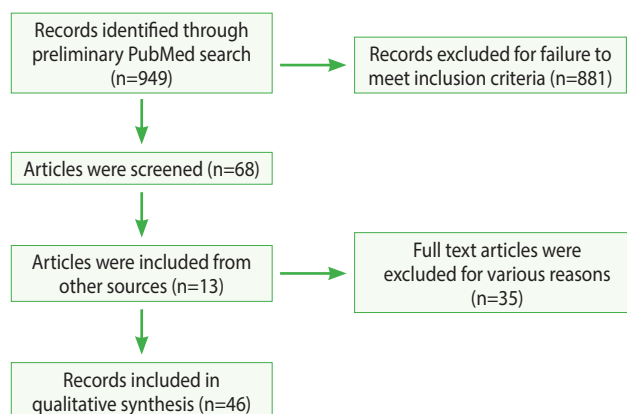 Records identified through
preliminary PubMed search
(n=949)
Records excluded for failure to
meet inclusion criteria (n=881)
Articles were screened (n=68)
Articles were included from
other sources (n=13)
Full text articles were
excluded for various reasons
(n=35)
Records included in
qualitative synthesis (n=46)